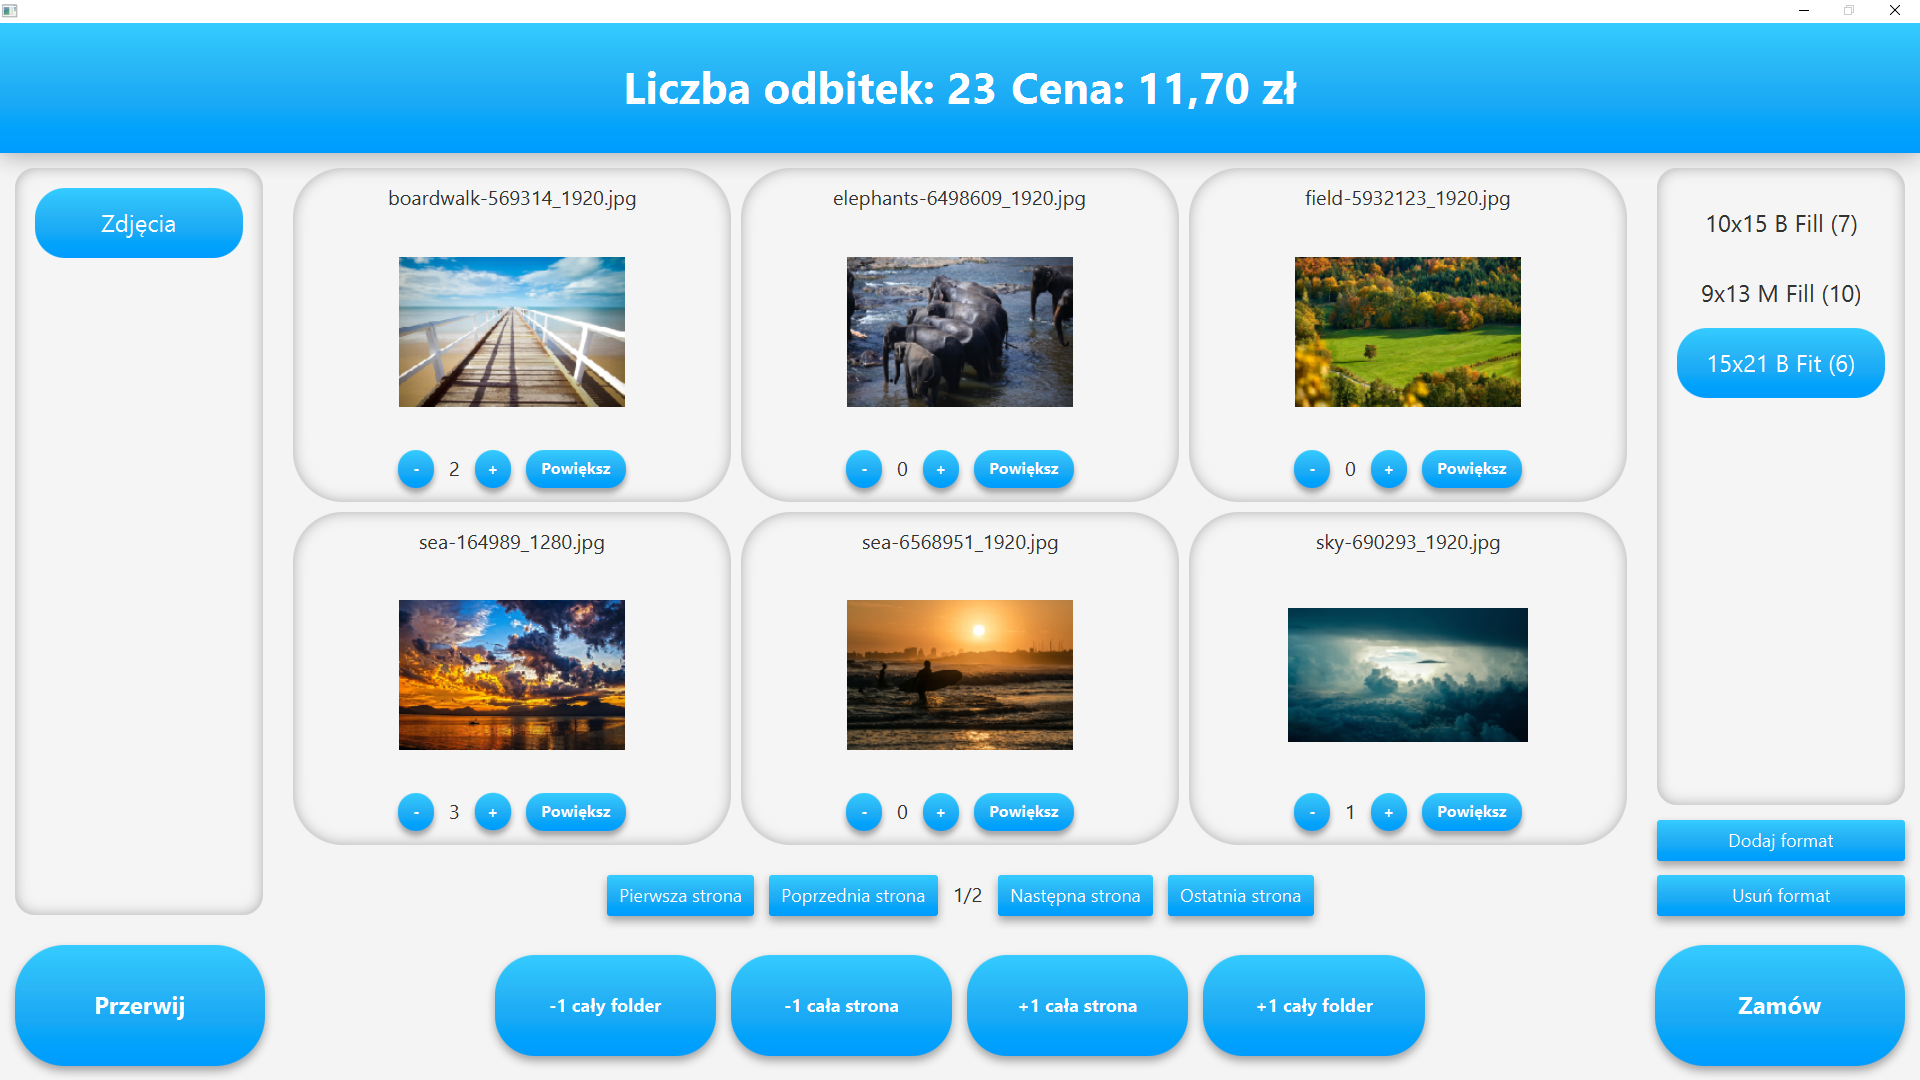 Liczba odbitek: 23 Cena: 11,70 zł
Zdjęcia
boardwalk-569314_1920.jpg
- 2 + Powiększ
elephants-6498609_1920.jpg
- 0 + Powiększ
field-5932123_1920.jpg
- 0 + Powiększ
sea-164989_1280.jpg
- 3 + Powiększ
sea-6568951_1920.jpg
- 0 + Powiększ
sky-690293_1920.jpg
- 1 + Powiększ
10x15 B Fill (7)
9x13 M Fill (10)
15x21 B Fit (6)
Dodaj format
Usuń format
Pierwsza strona Poprzednia strona 1/2 Następna strona Ostatnia strona
Przerwij
-1 cały folder
-1 cała strona
+1 cała strona
+1 cały folder
Zamów